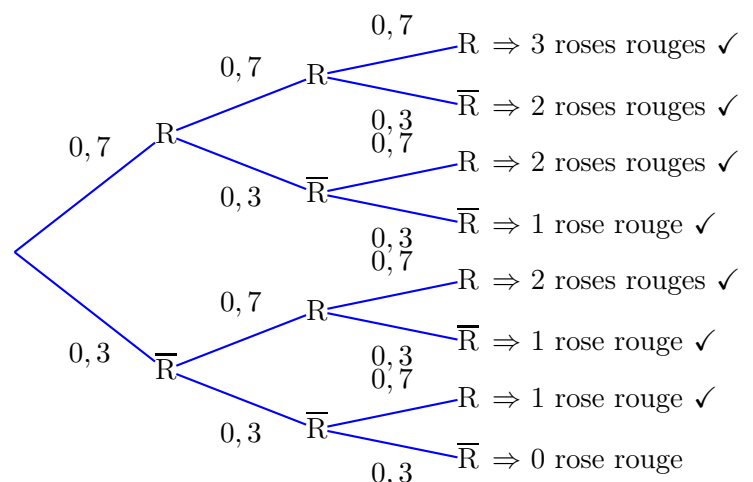 0,7
R ⇒ 3 roses rouges ✓
0,7
R
R̅ ⇒ 2 roses rouges ✓
0,3
0,7
R
0,7
R ⇒ 2 roses rouges ✓
0,3
R̅
R̅ ⇒ 1 rose rouge ✓
0,3
0,7
R ⇒ 2 roses rouges ✓
0,7
R
R̅ ⇒ 1 rose rouge ✓
0,3
0,3
R̅
0,7
R ⇒ 1 rose rouge ✓
0,3
R̅
R̅ ⇒ 0 rose rouge
0,3